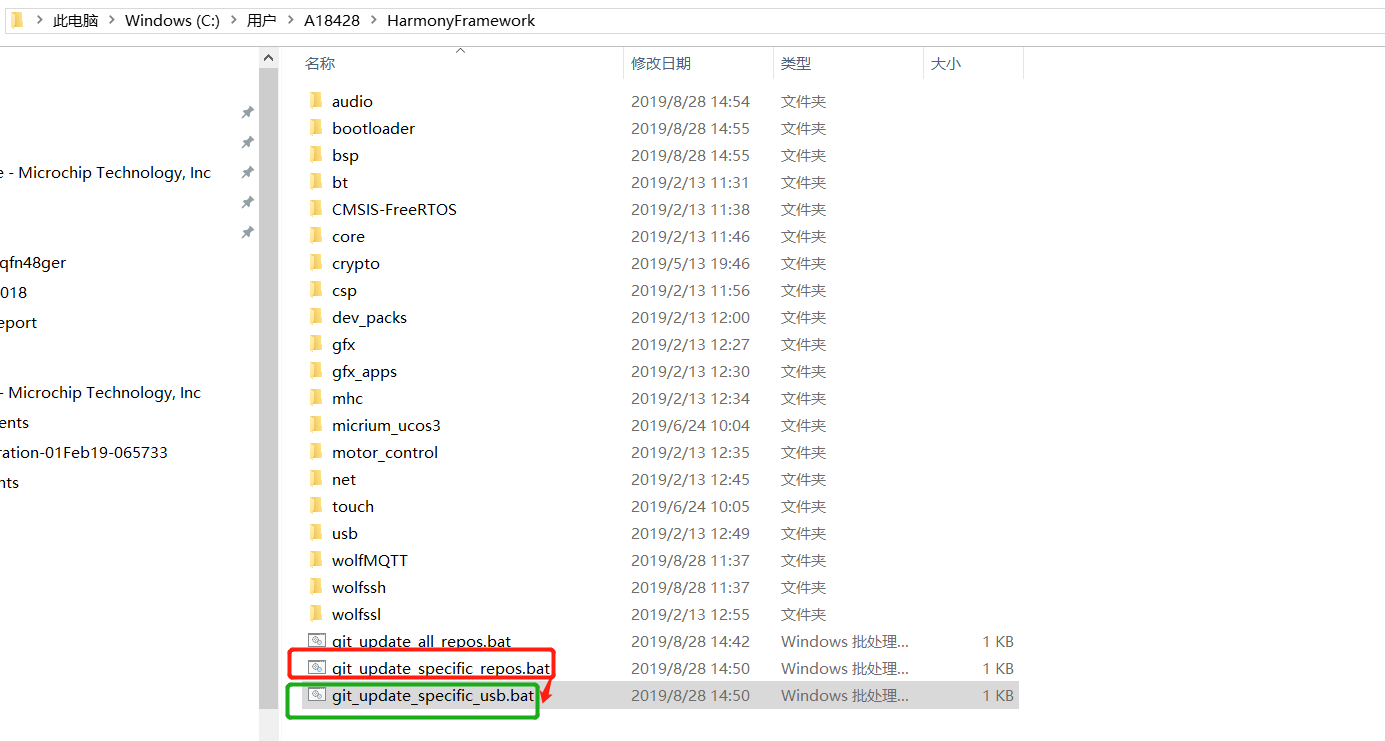 此电脑 > Windows (C:) > 用户 > A18428 > HarmonyFramework
名称 修改日期 类型 大小
e - Microchip Technology, Inc
qfn48ger
018
eport
- Microchip Technology, Inc
ents
ration-01Feb19-065733
nts
audio 2019/8/28 14:54 文件夹
bootloader 2019/8/28 14:55 文件夹
bsp 2019/8/28 14:55 文件夹
bt 2019/2/13 11:31 文件夹
CMSIS-FreeRTOS 2019/2/13 11:38 文件夹
core 2019/2/13 11:46 文件夹
crypto 2019/5/13 19:46 文件夹
csp 2019/2/13 11:56 文件夹
dev_packs 2019/2/13 12:00 文件夹
gfx 2019/2/13 12:27 文件夹
gfx_apps 2019/2/13 12:30 文件夹
mhc 2019/2/13 12:34 文件夹
micrium_ucos3 2019/6/24 10:04 文件夹
motor_control 2019/2/13 12:35 文件夹
net 2019/2/13 12:45 文件夹
touch 2019/6/24 10:05 文件夹
usb 2019/2/13 12:49 文件夹
wolfMQTT 2019/8/28 11:37 文件夹
wolfssh 2019/8/28 11:37 文件夹
wolfssl 2019/2/13 12:55 文件夹
git_update_all_repos.bat 2019/8/28 14:42 Windows 批处理... 1 KB
git_update_specific_repos.bat 2019/8/28 14:50 Windows 批处理... 1 KB
git_update_specific_usb.bat 2019/8/28 14:50 Windows 批处理... 1 KB